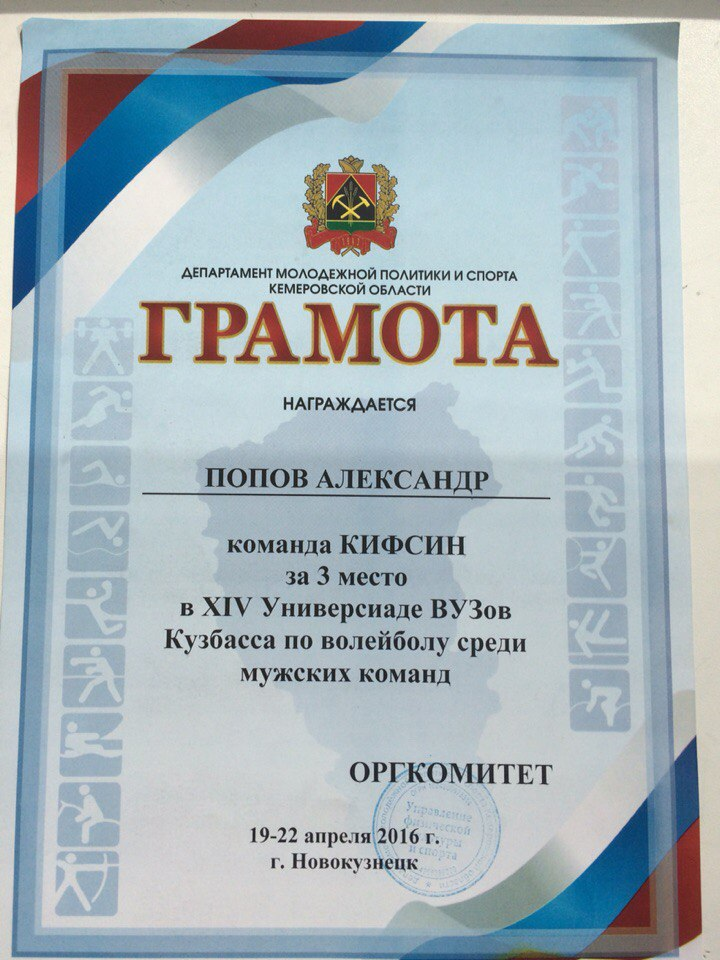 ДЕПАРТАМЕНТ МОЛОДЕЖНОЙ ПОЛИТИКИ И СПОРТА
КЕМЕРОВСКОЙ ОБЛАСТИ
ГРАМОТА
НАГРАЖДАЕТСЯ
ПОПОВ АЛЕКСАНДР
команда КИФСИН
за 3 место
в XIV Универсиаде ВУЗов
Кузбасса по волейболу среди
мужских команд
ОРГКОМИТЕТ
Управление
физической
и спорта
19-22 апреля 2016 г.
г. Новокузнецк